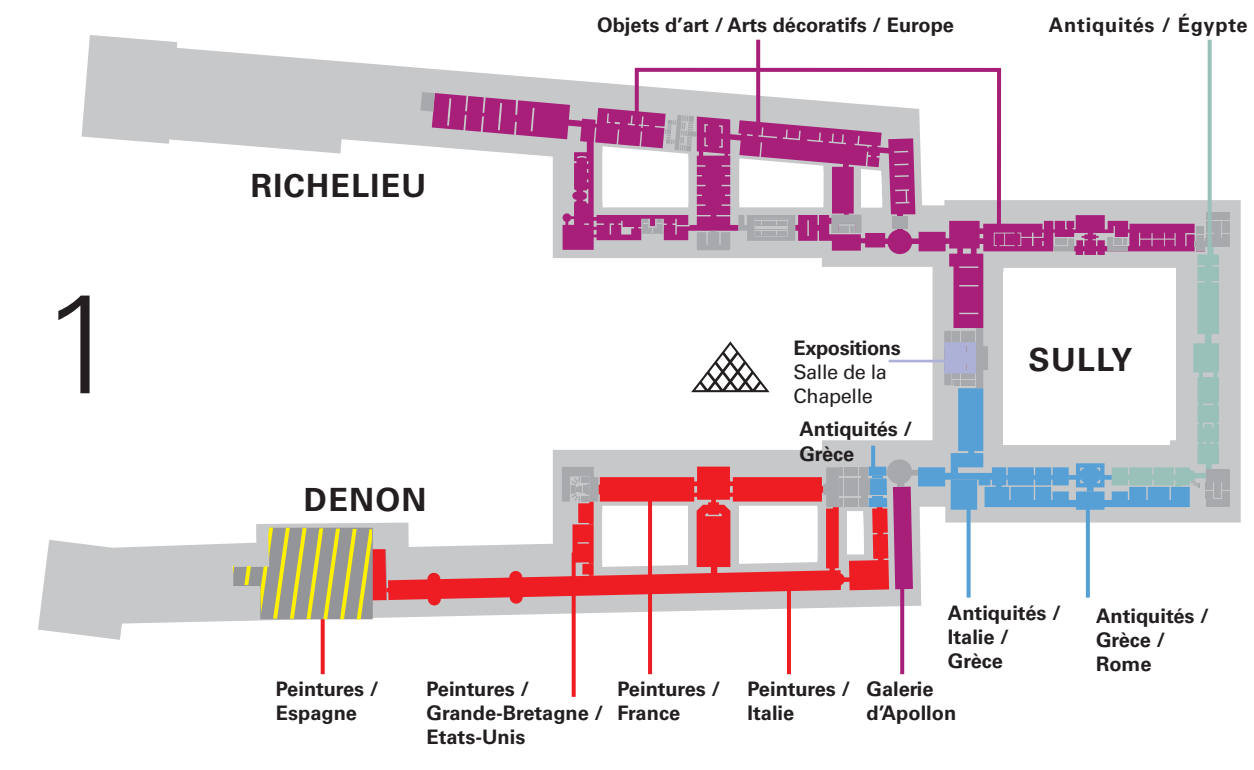 Objets d'art / Arts décoratifs / Europe
Antiquités / Égypte
RICHELIEU
1
Expositions
Salle de la
Chapelle
SULLY
Antiquités /
Grèce
DENON
Antiquités /
Italie /
Grèce
Antiquités /
Grèce /
Rome
Peintures /
Espagne
Peintures /
Grande-Bretagne /
Etats-Unis
Peintures /
France
Peintures /
Italie
Galerie
d'Apollon